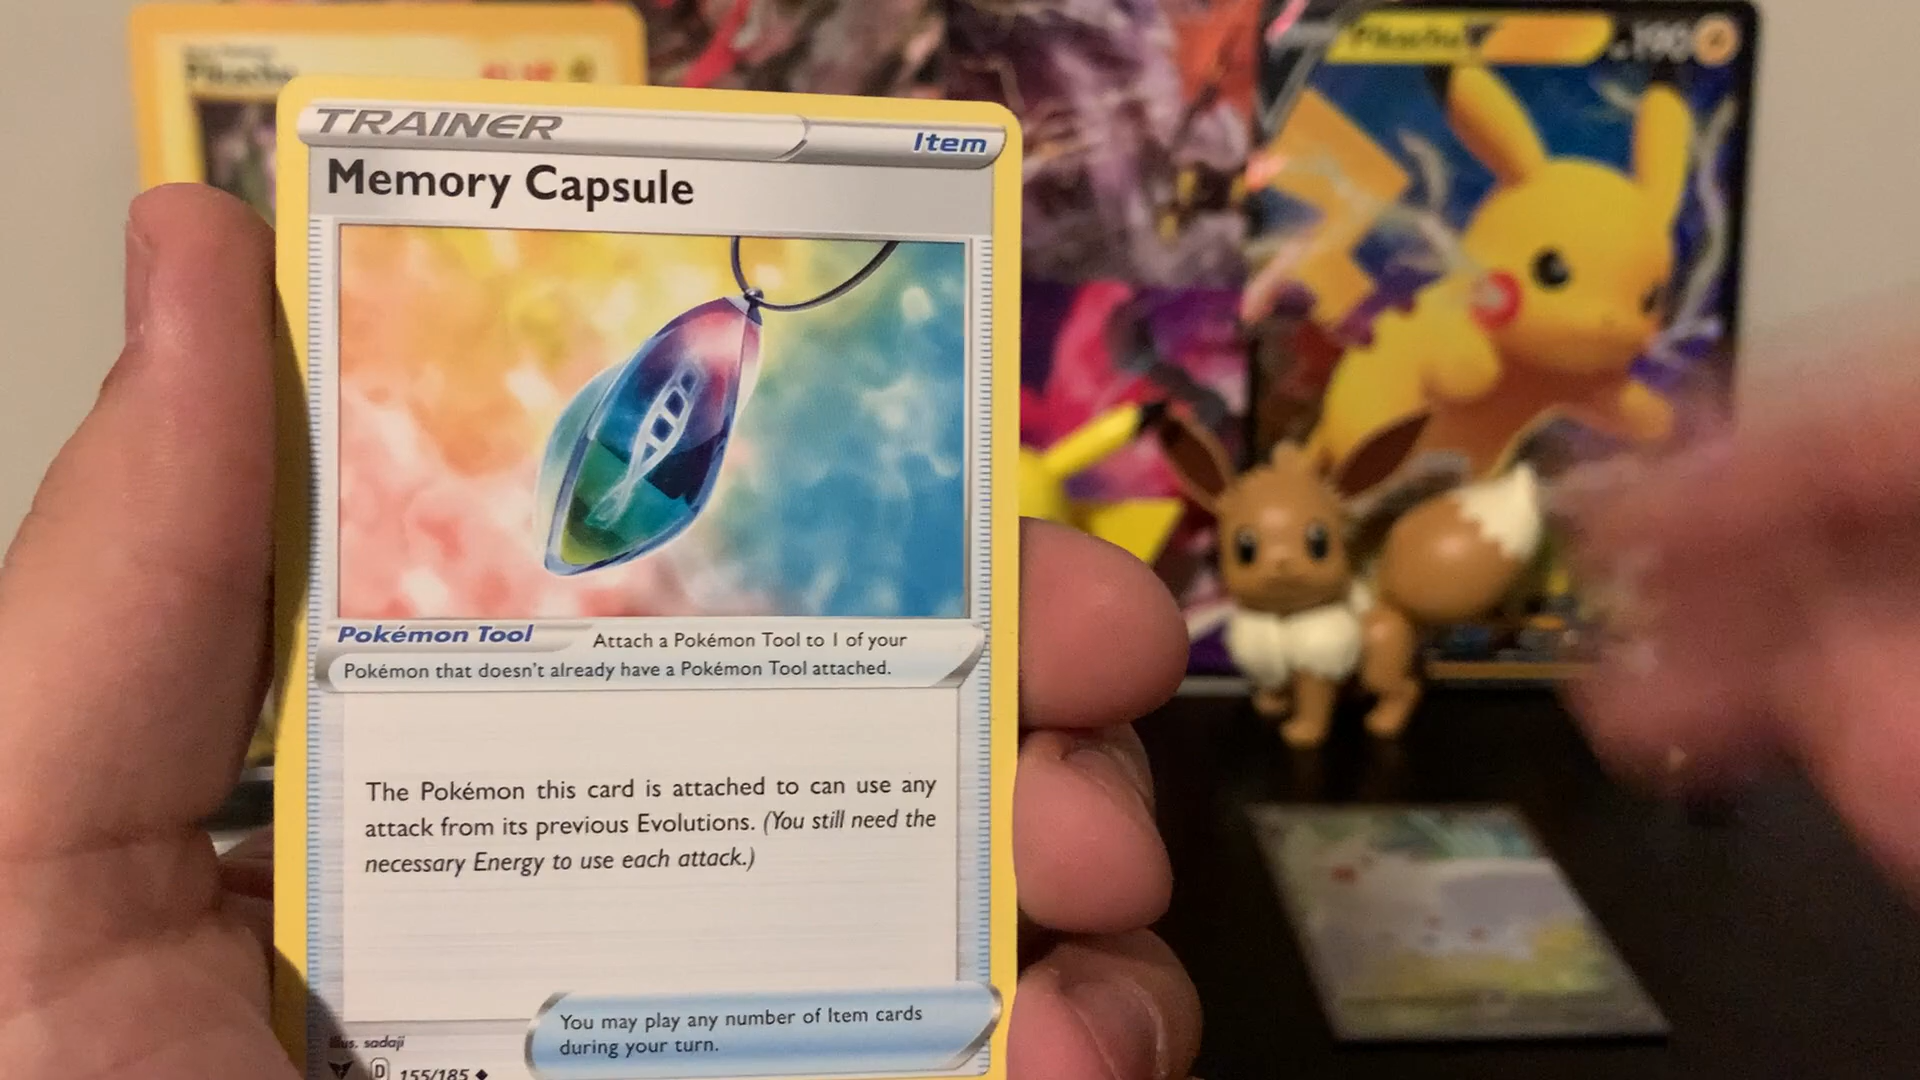 Pikachu
Pikachu V
190
TRAINER
Item
Memory Capsule
Pokémon Tool
Attach a Pokémon Tool to 1 of your
Pokémon that doesn't already have a Pokémon Tool attached.
The Pokémon this card is attached to can use any
attack from its previous Evolutions. (You still need the
necessary Energy to use each attack.)
You may play any number of Item cards
during your turn.
Illus. sadaji
D 155/185